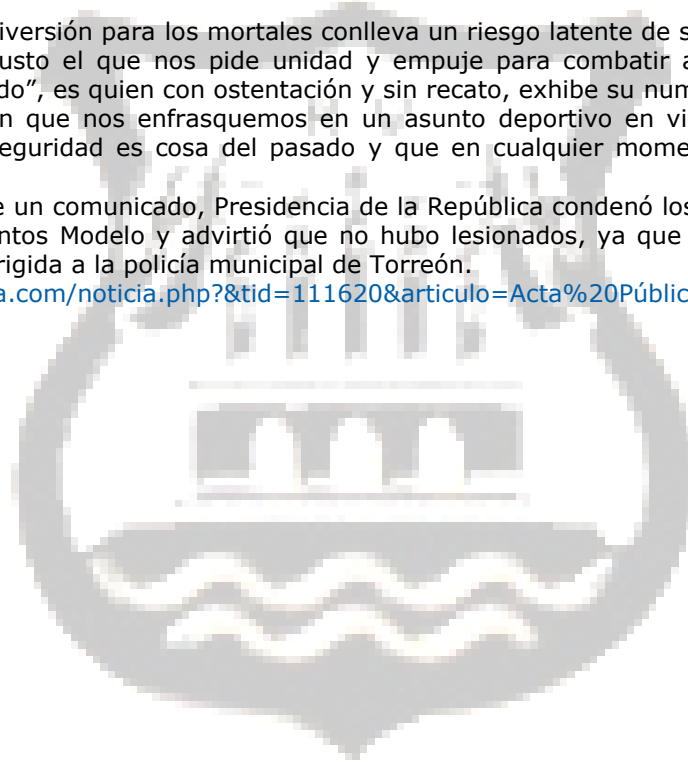 iversión para los mortales conlleva un riesgo latente de s
usto el que nos pide unidad y empuje para combatir a
do”, es quien con ostentación y sin recato, exhibe su num
n que nos enfrasquemos en un asunto deportivo en vi
eguridad es cosa del pasado y que en cualquier mome
e un comunicado, Presidencia de la República condenó los
ntos Modelo y advirtió que no hubo lesionados, ya que
rigida a la policía municipal de Torreón.
a.com/noticia.php?&tid=111620&articulo=Acta%20Públic